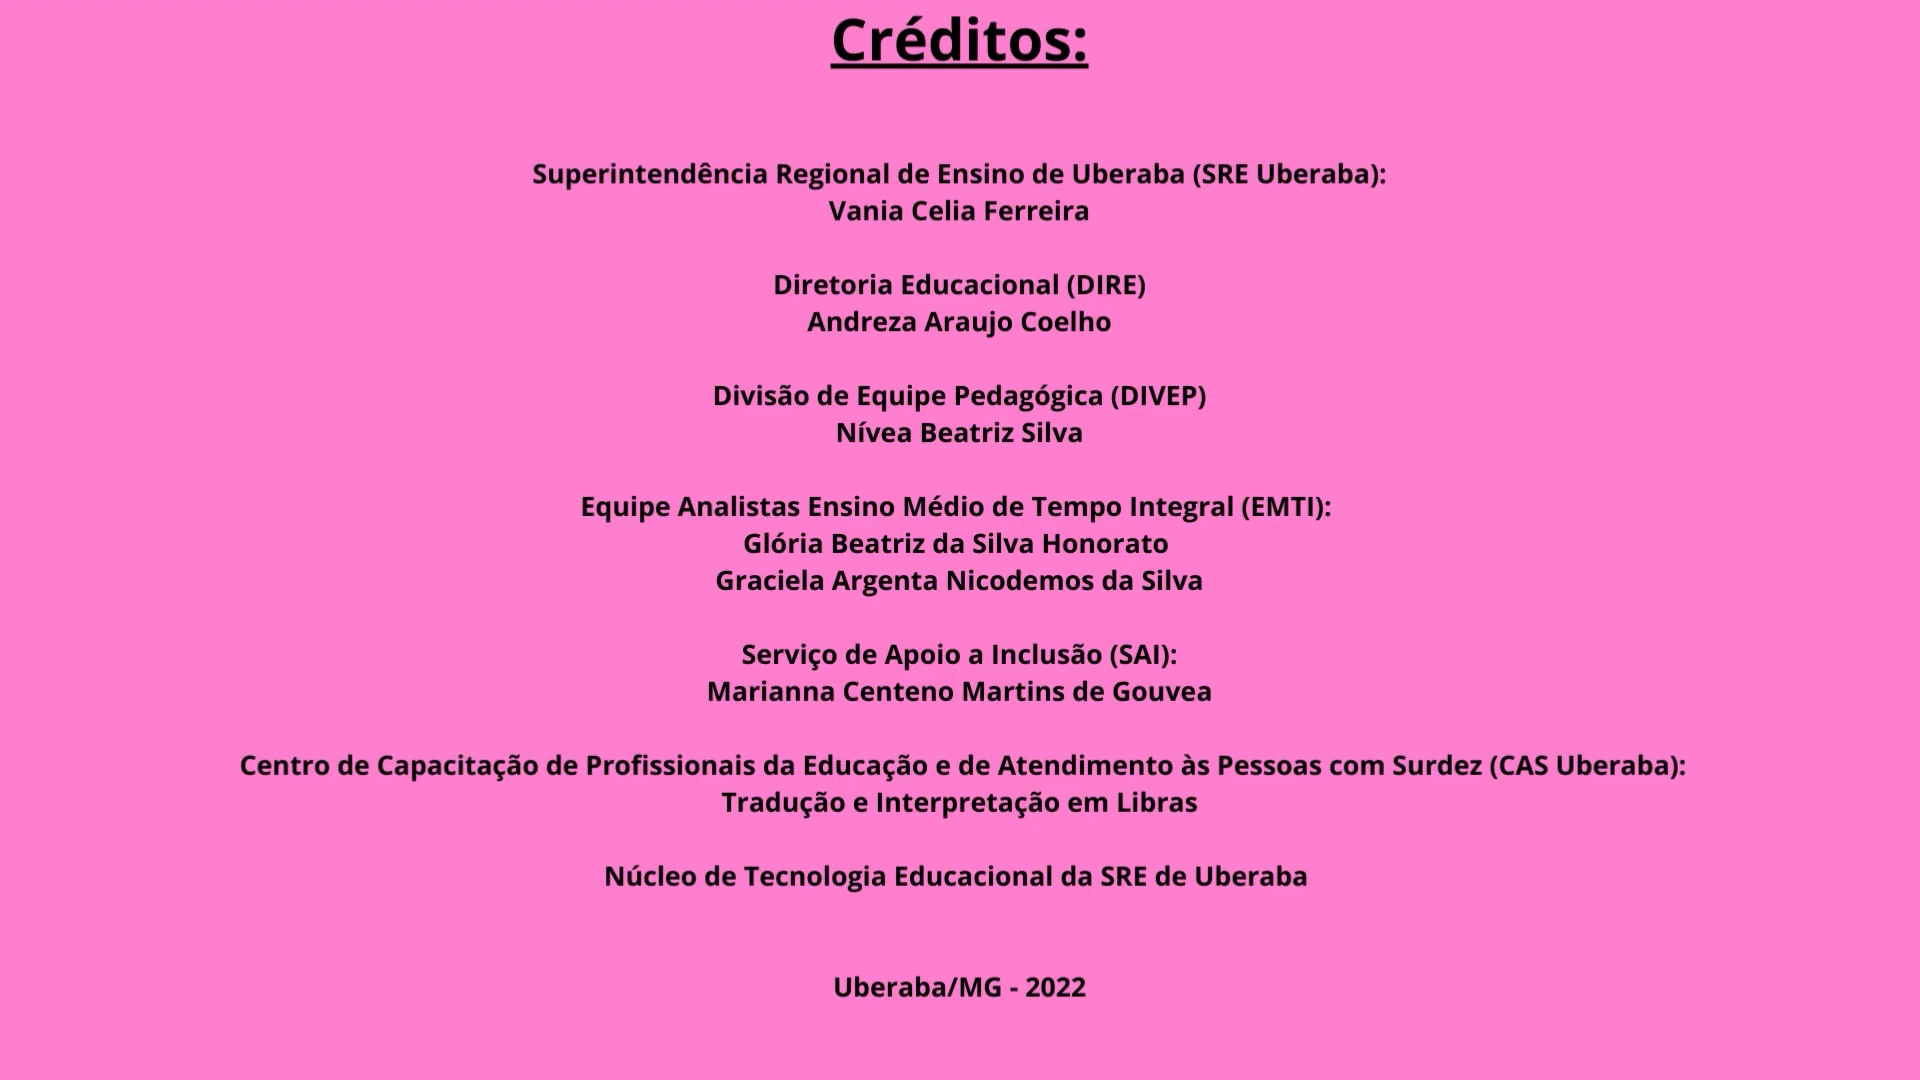 Créditos:
Superintendência Regional de Ensino de Uberaba (SRE Uberaba):
Vania Celia Ferreira
Diretoria Educacional (DIRE)
Andreza Araujo Coelho
Divisão de Equipe Pedagógica (DIVEP)
Nívea Beatriz Silva
Equipe Analistas Ensino Médio de Tempo Integral (EMTI):
Glória Beatriz da Silva Honorato
Graciela Argenta Nicodemos da Silva
Serviço de Apoio a Inclusão (SAI):
Marianna Centeno Martins de Gouvea
Centro de Capacitação de Profissionais da Educação e de Atendimento às Pessoas com Surdez (CAS Uberaba):
Tradução e Interpretação em Libras
Núcleo de Tecnologia Educacional da SRE de Uberaba
Uberaba/MG - 2022